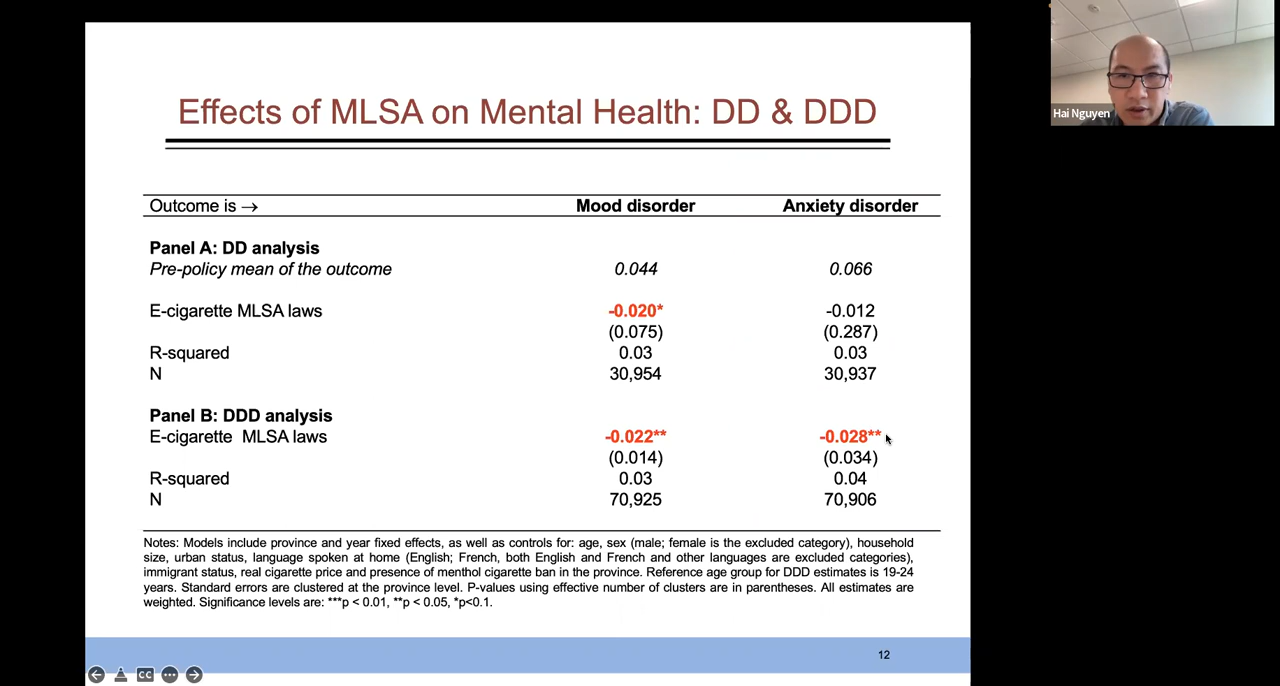 Effects of MLSA on Mental Health: DD & DDD
Hai Nguyen
Outcome is → Mood disorder Anxiety disorder
Panel A: DD analysis
Pre-policy mean of the outcome 0.044 0.066
E-cigarette MLSA laws -0.020* -0.012
(0.075) (0.287)
R-squared 0.03 0.03
N 30,954 30,937
Panel B: DDD analysis
E-cigarette MLSA laws -0.022** -0.028**
(0.014) (0.034)
R-squared 0.03 0.04
N 70,925 70,906
Notes: Models include province and year fixed effects, as well as controls for: age, sex (male; female is the excluded category), household
size, urban status, language spoken at home (English; French, both English and French and other languages are excluded categories),
immigrant status, real cigarette price and presence of menthol cigarette ban in the province. Reference age group for DDD estimates is 19-24
years. Standard errors are clustered at the province level. P-values using effective number of clusters are in parentheses. All estimates are
weighted. Significance levels are: ***p < 0.01, **p < 0.05, *p<0.1.
12
CC